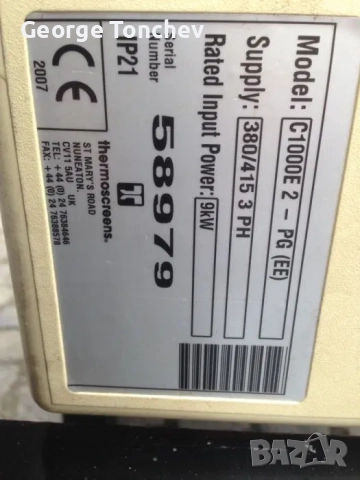 George Tonchev
Model: C1000E 2 - PG (EE)
Supply: 380/415 3 PH
Rated Input Power: 9kW
Serial
Number
58979
IP21
thermoscreens
ST MARY'S ROAD
NUNEATON.
CV11 5AU UK
TEL: + 44 (0) 24 76384646
FAX: + 44 (0) 24 76388578
CE
2007
BAZAR